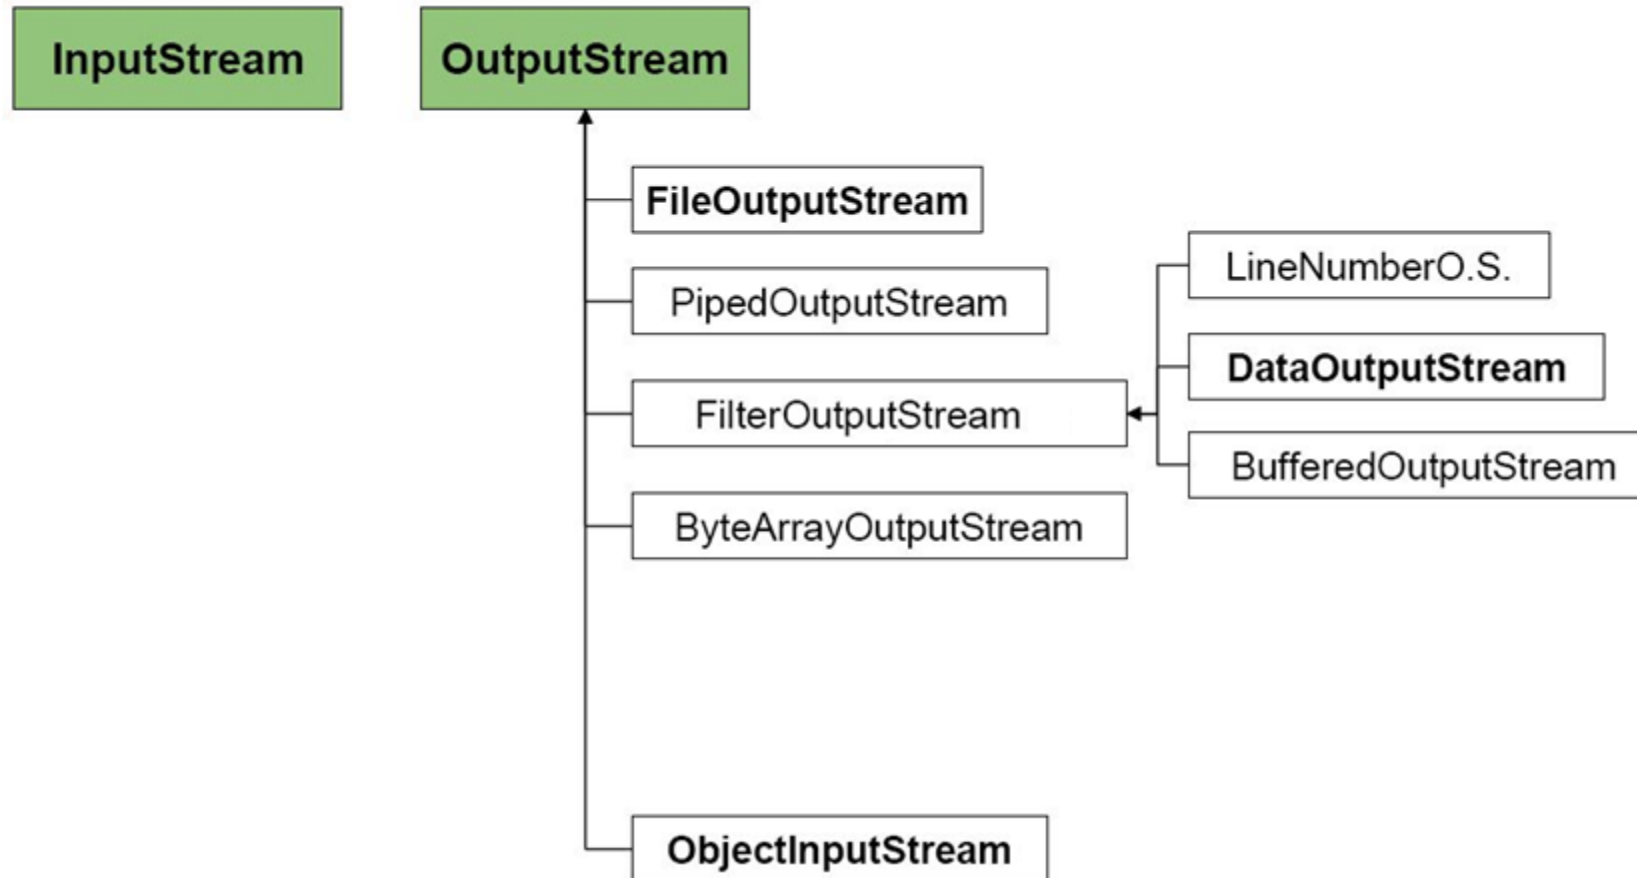 InputStream
OutputStream
FileOutputStream
PipedOutputStream
FilterOutputStream
ByteArrayOutputStream
ObjectInputStream
LineNumberO.S.
DataOutputStream
BufferedOutputStream